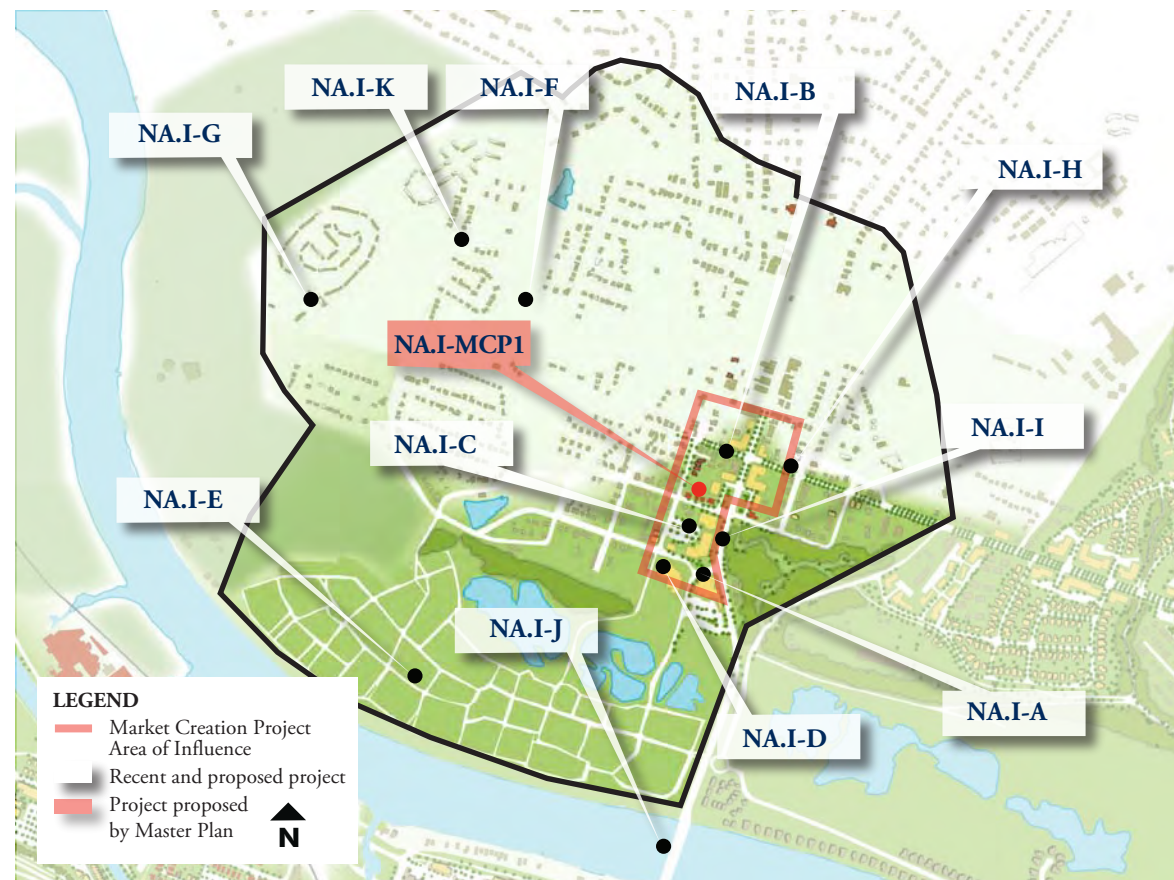 NA.I-K
NA.I-F
NA.I-B
NA.I-G
NA.I-H
NA.I-MCP1
NA.I-C
NA.I-I
NA.I-E
NA.I-J
NA.I-A
NA.I-D
LEGEND
Market Creation Project
Area of Influence
Recent and proposed project
Project proposed
by Master Plan
N